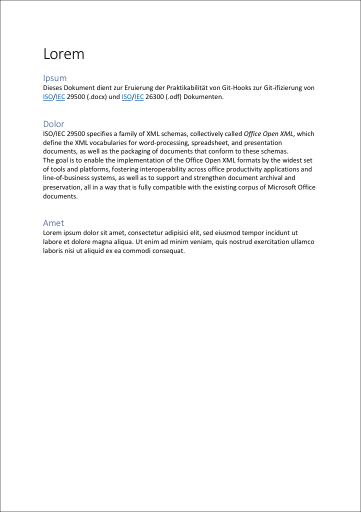 Lorem
Ipsum
Dieses Dokument dient zur Eruierung der Praktikabilität von Git-Hooks zur Git-ifizierung von
ISO/IEC 29500 (.docx) und ISO/IEC 26300 (.odf) Dokumenten.
Dolor
ISO/IEC 29500 specifies a family of XML schemas, collectively called Office Open XML, which
define the XML vocabularies for word-processing, spreadsheet, and presentation
documents, as well as the packaging of documents that conform to these schemas.
The goal is to enable the implementation of the Office Open XML formats by the widest set
of tools and platforms, fostering interoperability across office productivity applications and
line-of-business systems, as well as to support and strengthen document archival and
preservation, all in a way that is fully compatible with the existing corpus of Microsoft Office
documents.
Amet
Lorem ipsum dolor sit amet, consectetur adipisici elit, sed eiusmod tempor incidunt ut
labore et dolore magna aliqua. Ut enim ad minim veniam, quis nostrud exercitation ullamco
laboris nisi ut aliquid ex ea commodi consequat.